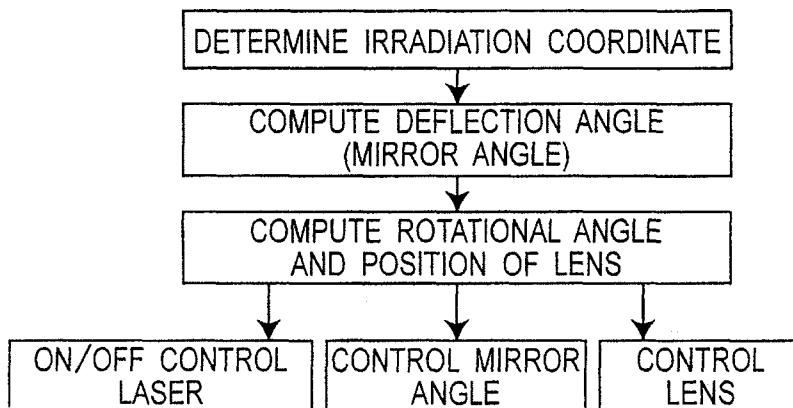 DETERMINE IRRADIATION COORDINATE
COMPUTE DEFLECTION ANGLE
(MIRROR ANGLE)
COMPUTE ROTATIONAL ANGLE
AND POSITION OF LENS
ON/OFF CONTROL
LASER
CONTROL MIRROR
ANGLE
CONTROL
LENS